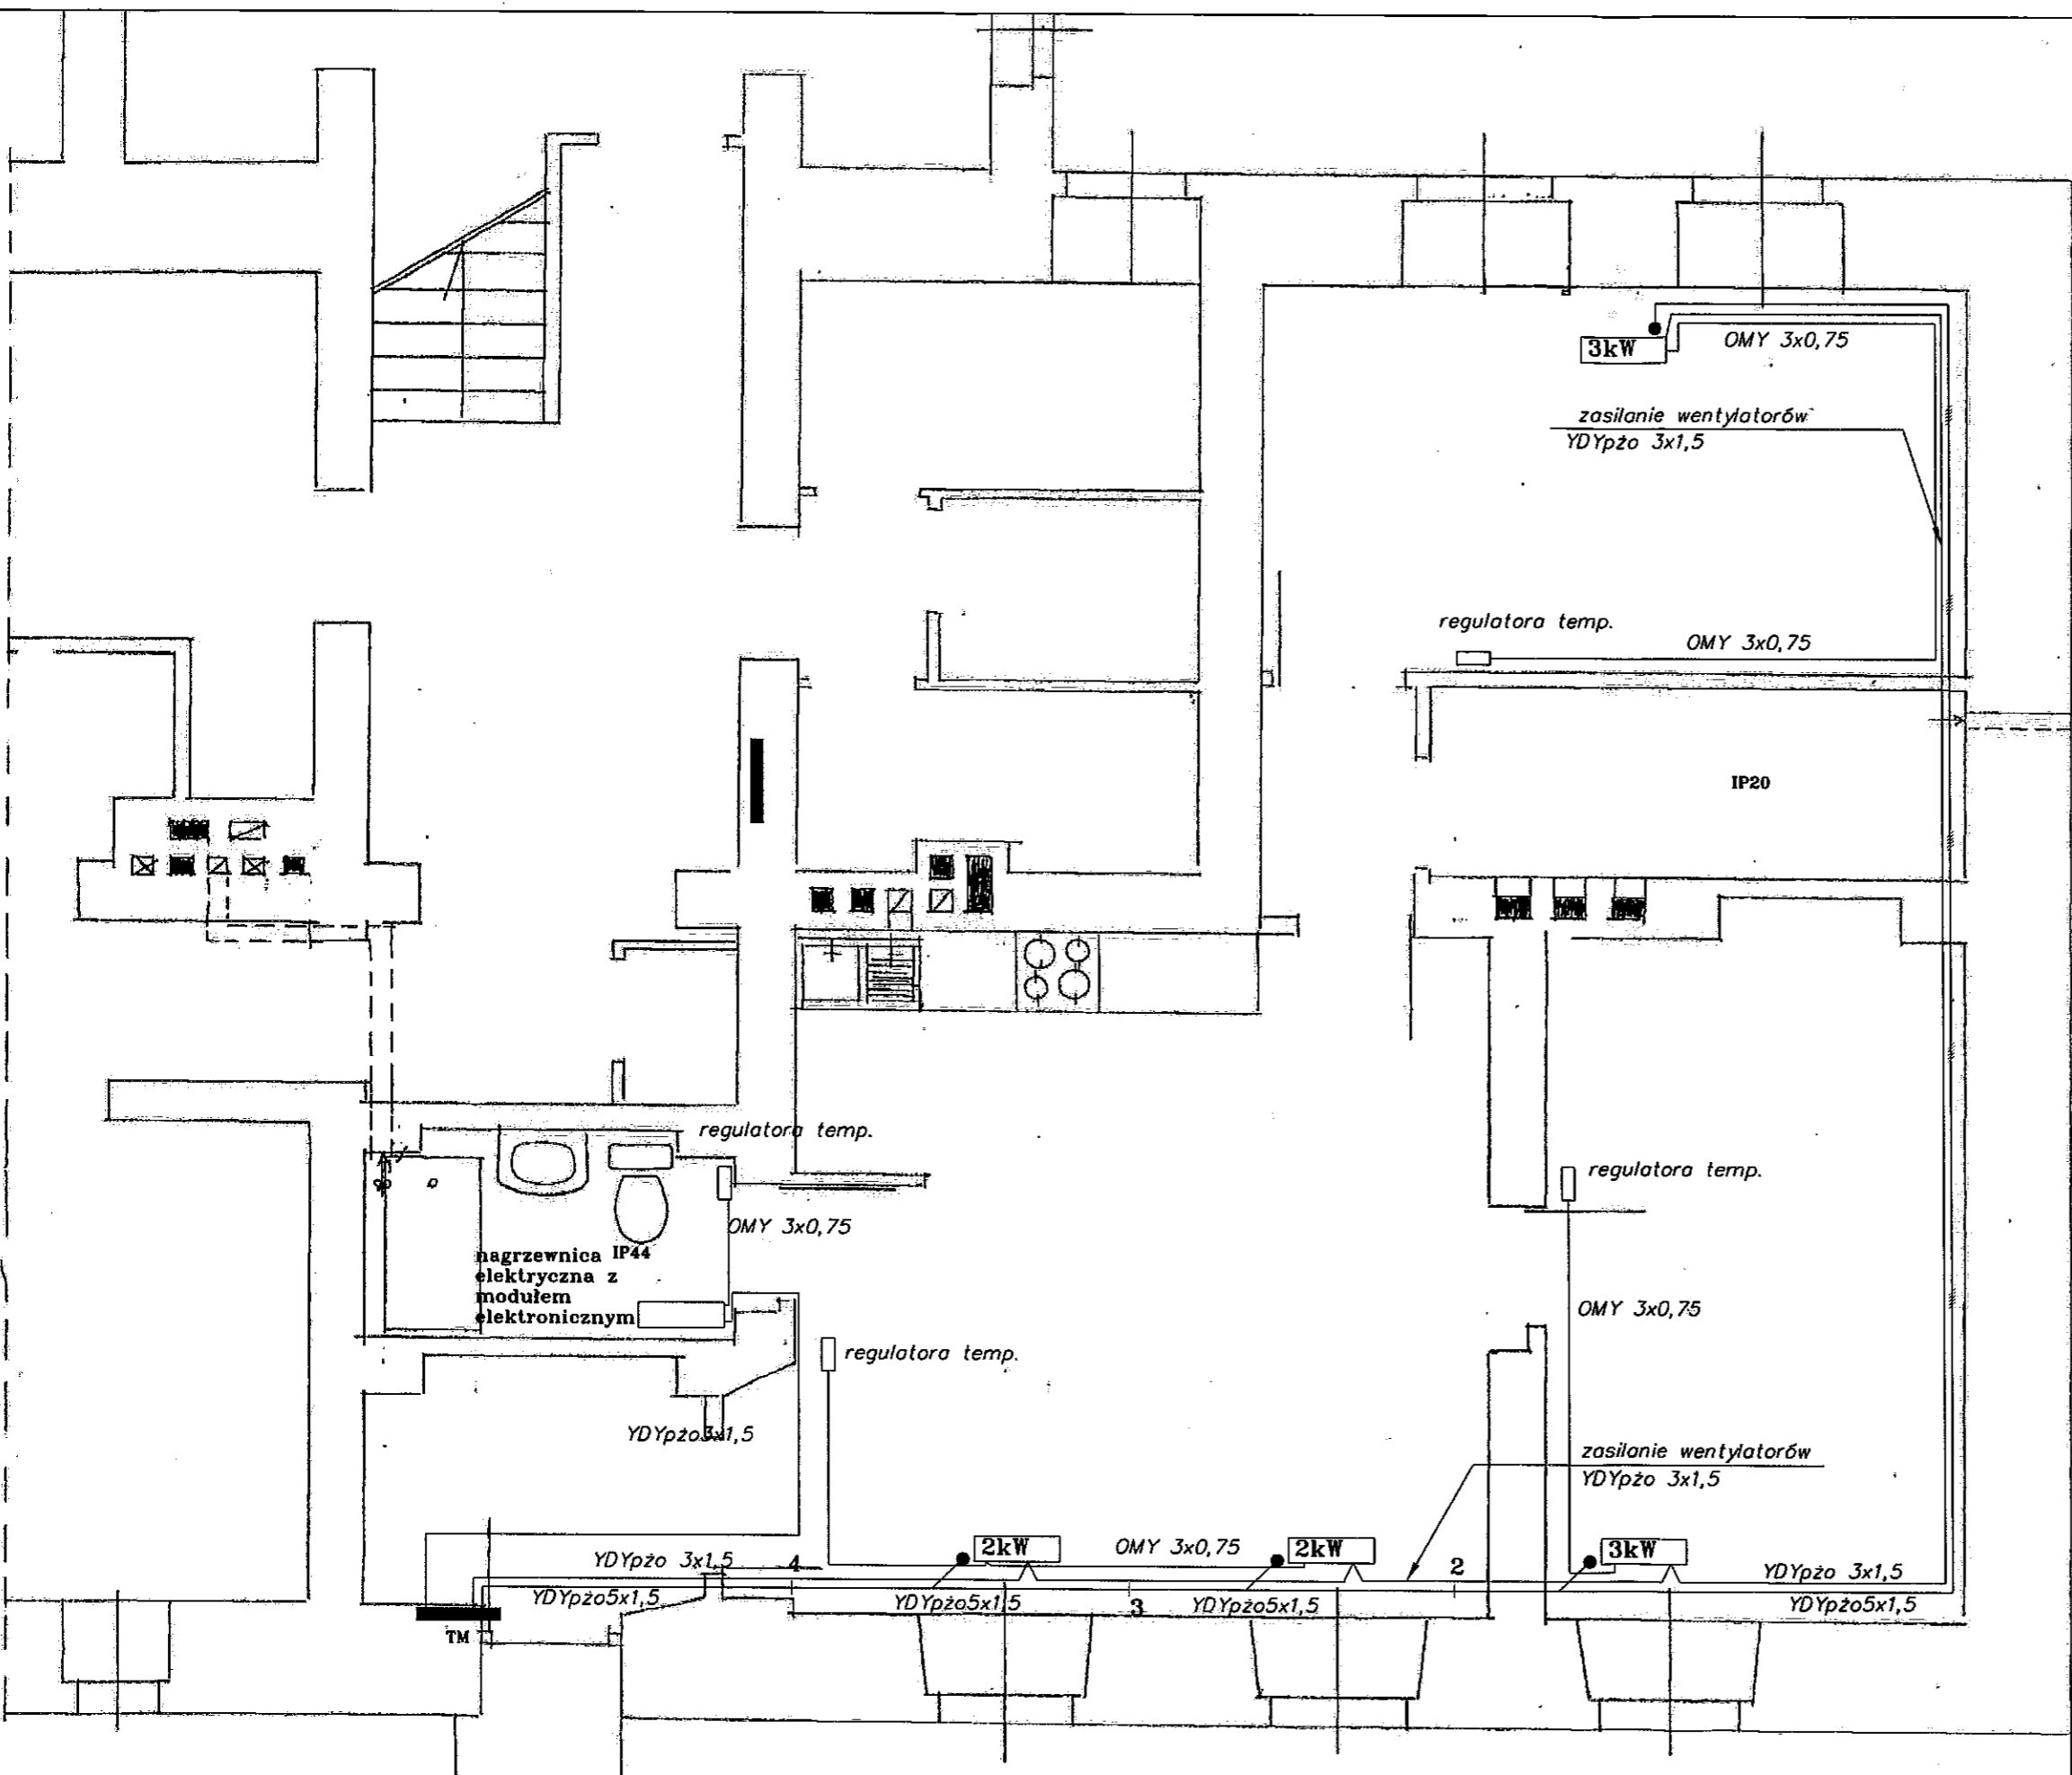 3kW
OMY 3x0,75
zasilanie wentylatorów
YDYpżo 3x1,5
regulatora temp.
OMY 3x0,75
IP20
regulatora temp.
regulatora temp.
OMY 3x0,75
nagrzewnica IP44
elektryczna z
modułem
elektronicznym
OMY 3x0,75
regulatora temp.
YDYpżo3x1,5
zasilanie wentylatorów
YDYpżo 3x1,5
2kW
OMY 3x0,75
2kW
3kW
YDYpżo 3x1,5
4
2
YDYpżo 3x1,5
YDYpżo5x1,5
YDYpżo5x1,5
3
YDYpżo5x1,5
YDYpżo5x1,5
TM